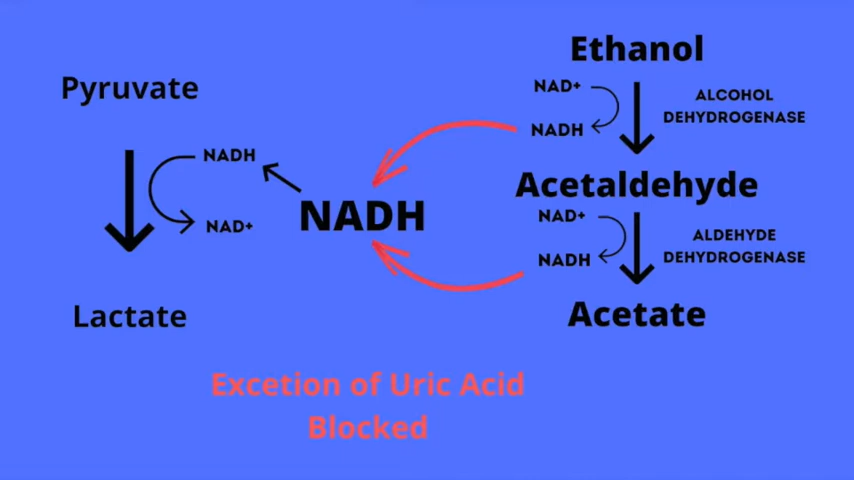 Pyruvate
NADH
NAD+
Lactate
NADH
Ethanol
NAD+
NADH
ALCOHOL
DEHYDROGENASE
Acetaldehyde
NAD+
NADH
ALDEHYDE
DEHYDROGENASE
Acetate
Excetion of Uric Acid
Blocked